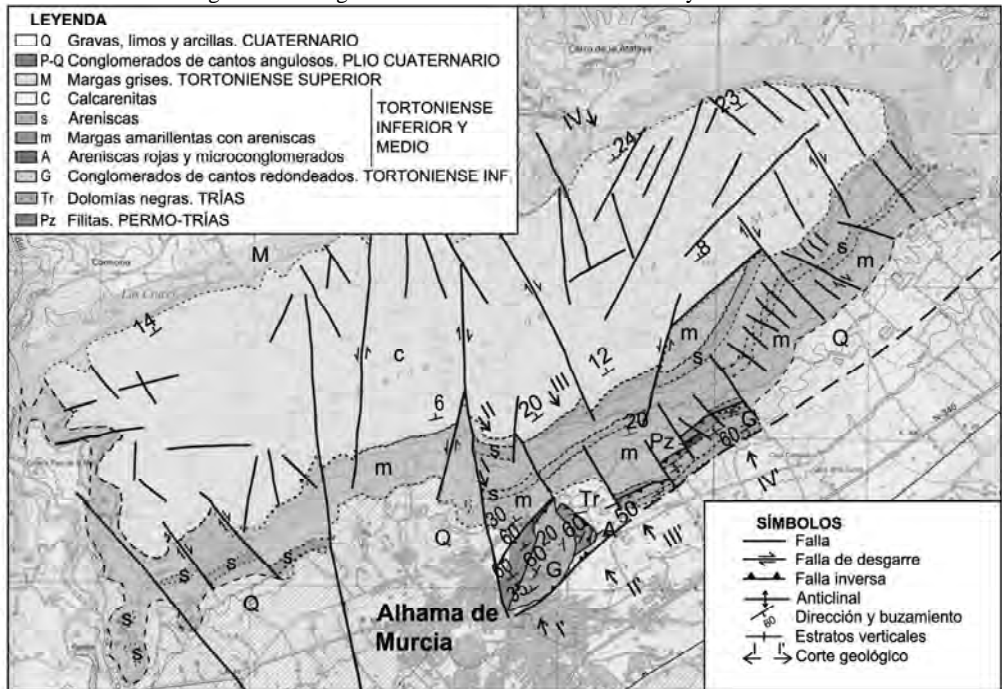 LEYENDA
Q Gravas, limos y arcillas. CUATERNARIO
P-Q Conglomerados de cantos angulosos. PLIO CUATERNARIO
M Margas grises. TORTONIENSE SUPERIOR
C Calcarenitas
s Areniscas
m Margas amarillentas con areniscas
A Areniscas rojas y microconglomerados
TORTONIENSE
INFERIOR Y
MEDIO
G Conglomerados de cantos redondeados. TORTONIENSE INF.
Tr Dolomías negras. TRÍAS
Pz Filitas. PERMO-TRÍAS
IV
23
24
M
8
s
m
14
m
s
m
Q
c
12
6
II
20
III
20
s
m
Pz
m
60
G
IV'
s
m
Tr
30
60
20
60
50
A
III'
Q
60
60
G
35
II'
I'
s
s
s
Q
s
s
Alhama de
Murcia
SÍMBOLOS
Falla
Falla de desgarre
Falla inversa
Anticlinal
60 Dirección y buzamiento
Estratos verticales
I I' Corte geológico